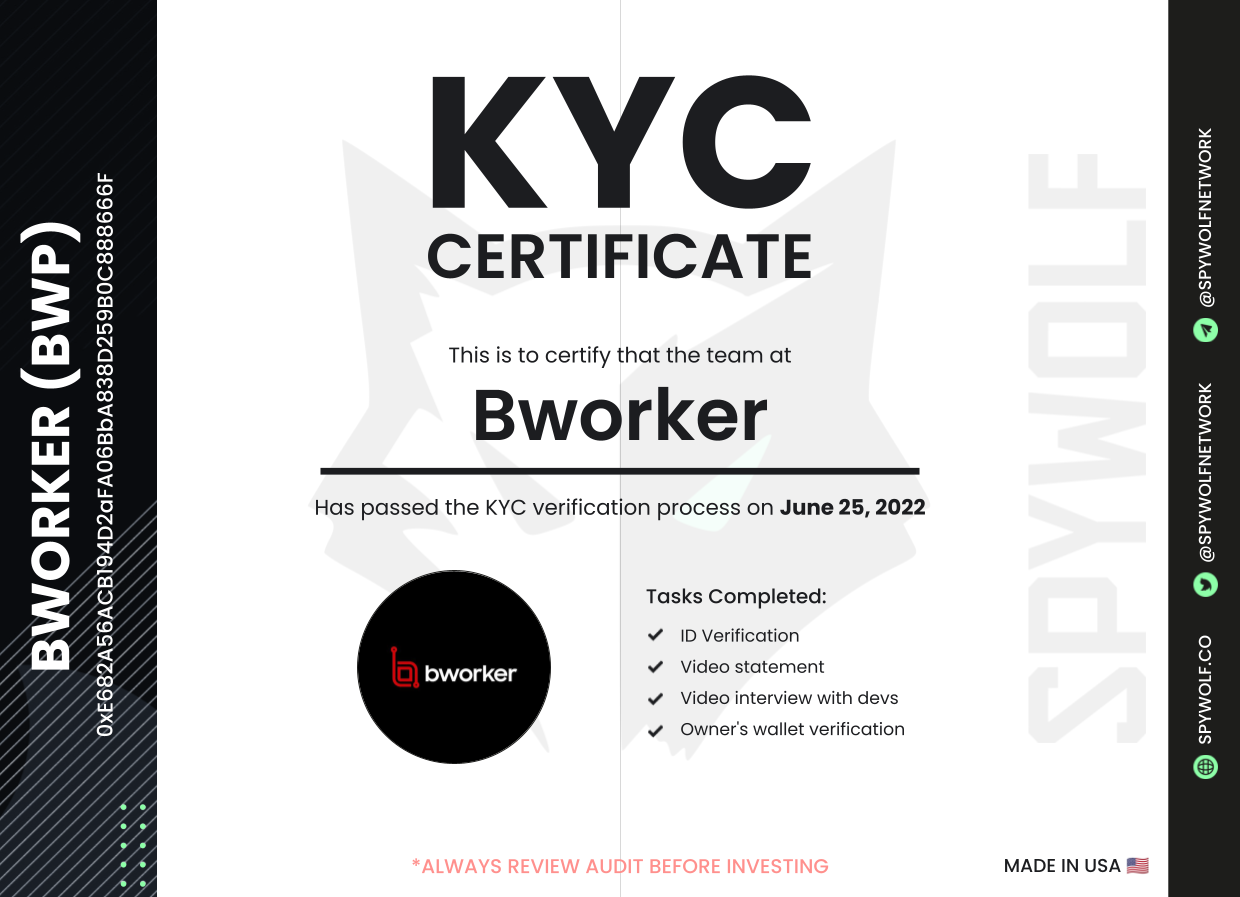 BWORKER (BWP)
0xE682A56ACB194D2aFA06BbA838D259B0C888666F
KYC
CERTIFICATE
This is to certify that the team at
Bworker
Has passed the KYC verification process on June 25, 2022
bworker
Tasks Completed:
ID Verification
Video statement
Video interview with devs
Owner's wallet verification
*ALWAYS REVIEW AUDIT BEFORE INVESTING
MADE IN USA 🇺🇸
SPYWOLF
@SPYWOLFNETWORK
@SPYWOLFNETWORK
SPYWOLF.CO